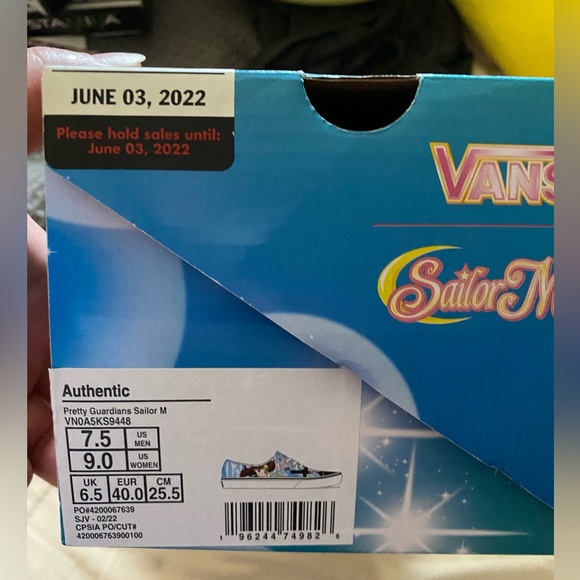 JUNE 03, 2022
Please hold sales until:
June 03, 2022
VANS
Sailor M
Authentic
Pretty Guardians Sailor M
VN0A5KS9448
7.5 US MEN
9.0 US WOMEN
UK EUR CM
6.5 40.0 25.5
PO#4200067639
SJV - 02/22
CPSIA PO/CUT#
420006763900100
1 96244 74982 6